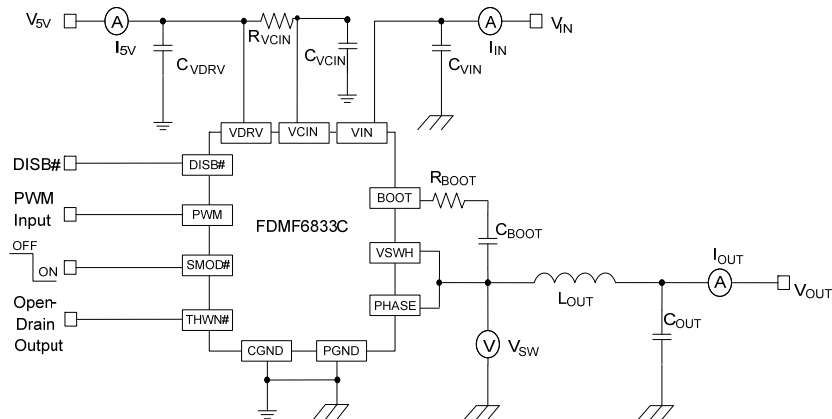 V5V
A
I5V
CVDRV
RVCIN
CVCIN
CVIN
A
IIN
VIN
VDRV
VCIN
VIN
DISB#
DISB#
PWM
Input
PWM
OFF
ON
SMOD#
Open-
Drain
Output
THWN#
FDMF6833C
BOOT
RBOOT
CBOOT
VSWH
PHASE
CGND
PGND
V
VSW
LOUT
COUT
IOUT
A
VOUT